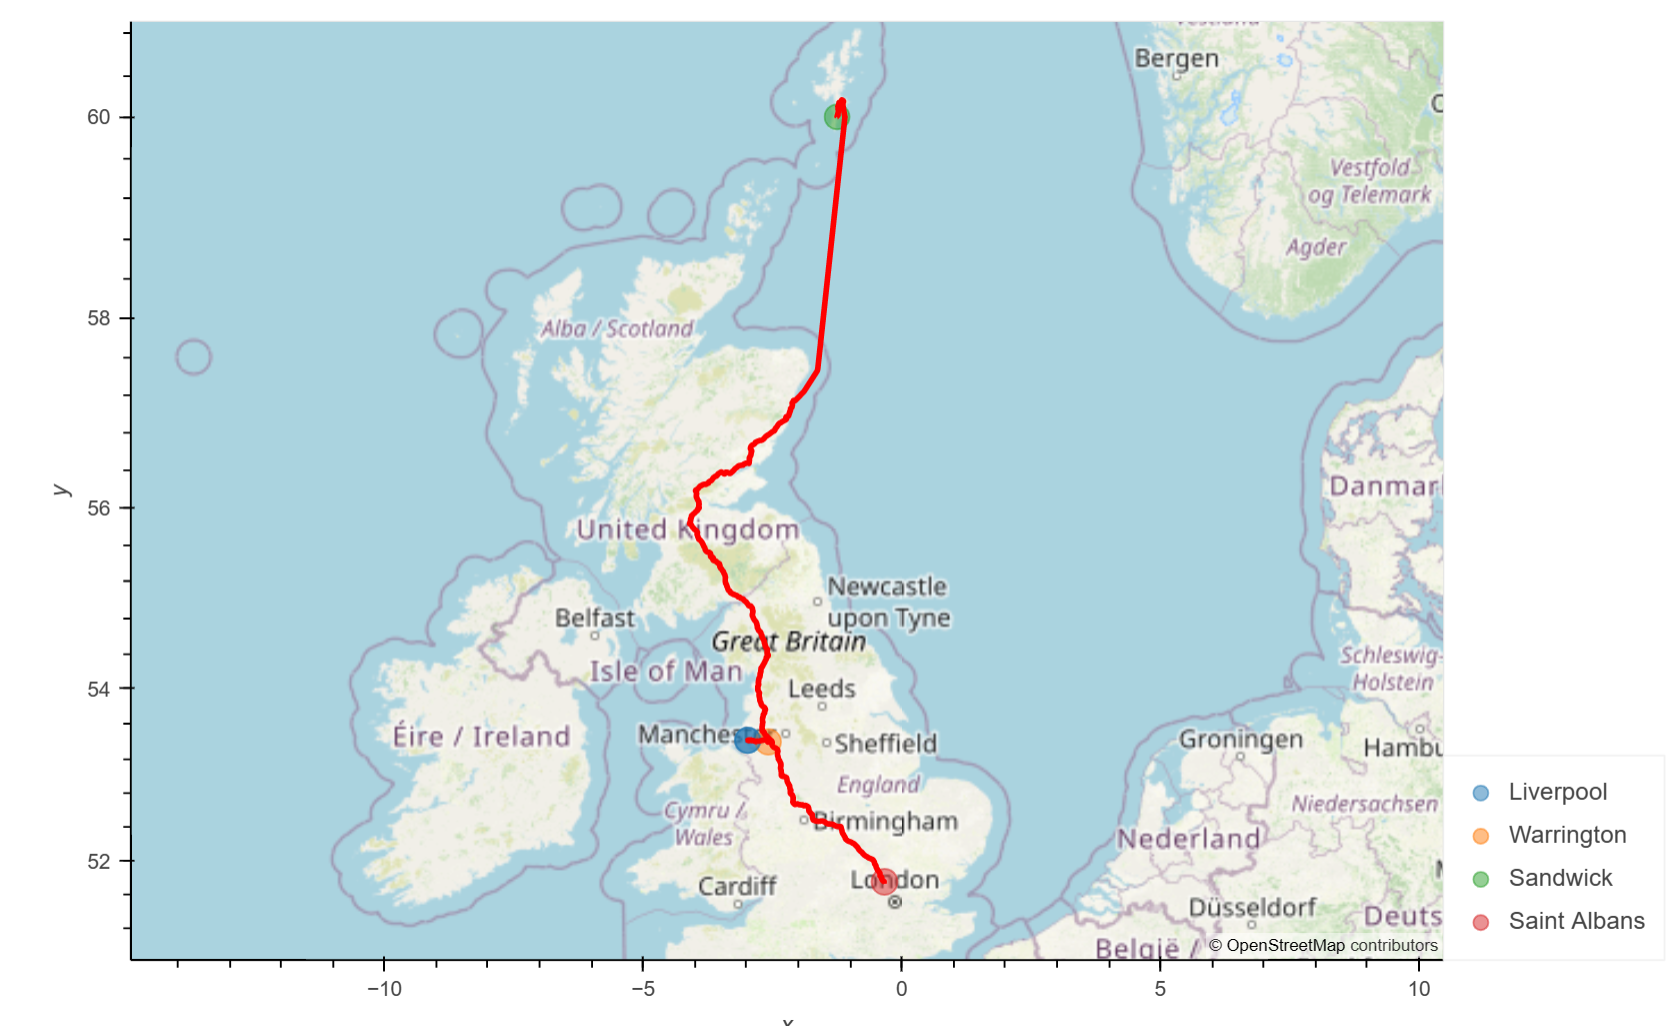 Vestland
Bergen
60
Vestfold
og Telemark
Agder
58
Alba / Scotland
y
56
Danmar
United Kingdom
Newcastle
upon Tyne
Belfast
Great Britain
Isle of Man
Schleswig-
Holstein
54
Leeds
Éire / Ireland
Manches
Sheffield
Groningen
Hambu
England
Niedersachsen
Cymru /
Wales
Birmingham
Nederland
52
London
Cardiff
Düsseldorf
Deuts
België /
© OpenStreetMap contributors
Liverpool
Warrington
Sandwick
Saint Albans
−10
−5
0
5
10
x